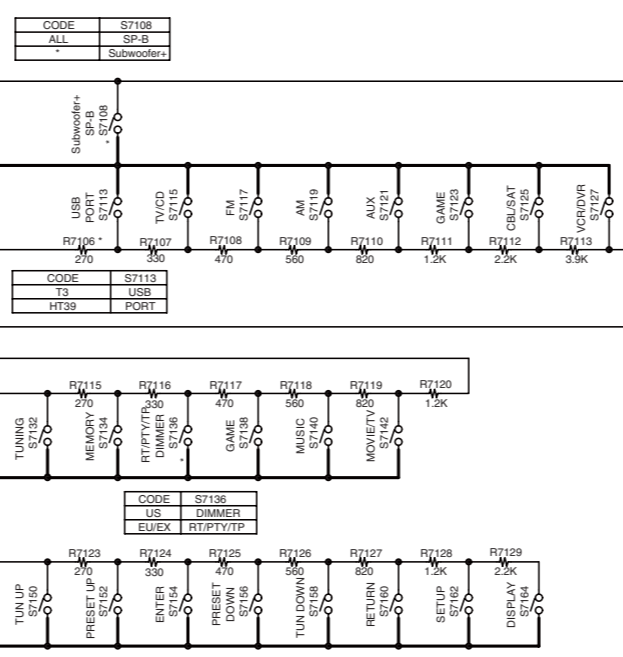 CODE S7108
ALL SP-B
* Subwoofer+
Subwoofer+
SP-B
S7108
*
USB
PORT
S7113
TV/CD
S7115
FM
S7117
AM
S7119
AUX
S7121
GAME
S7123
CBL/SAT
S7125
VCR/DVR
S7127
R7106 * R7107 R7108 R7109 R7110 R7111 R7112 R7113
270 330 470 560 820 1.2K 2.2K 3.9K
CODE S7113
T3 USB
HT39 PORT
R7115 R7116 R7117 R7118 R7119 R7120
270 330 470 560 820 1.2K
TUNING
S7132
MEMORY
S7134
RT/PTY/TP
DIMMER
S7136
*
GAME
S7138
MUSIC
S7140
MOVIE/TV
S7142
CODE S7136
US DIMMER
EU/EX RT/PTY/TP
R7123 R7124 R7125 R7126 R7127 R7128 R7129
270 330 470 560 820 1.2K 2.2K
TUN UP
S7150
PRESET UP
S7152
ENTER
S7154
PRESET
DOWN
S7156
TUN DOWN
S7158
RETURN
S7160
SETUP
S7162
DISPLAY
S7164